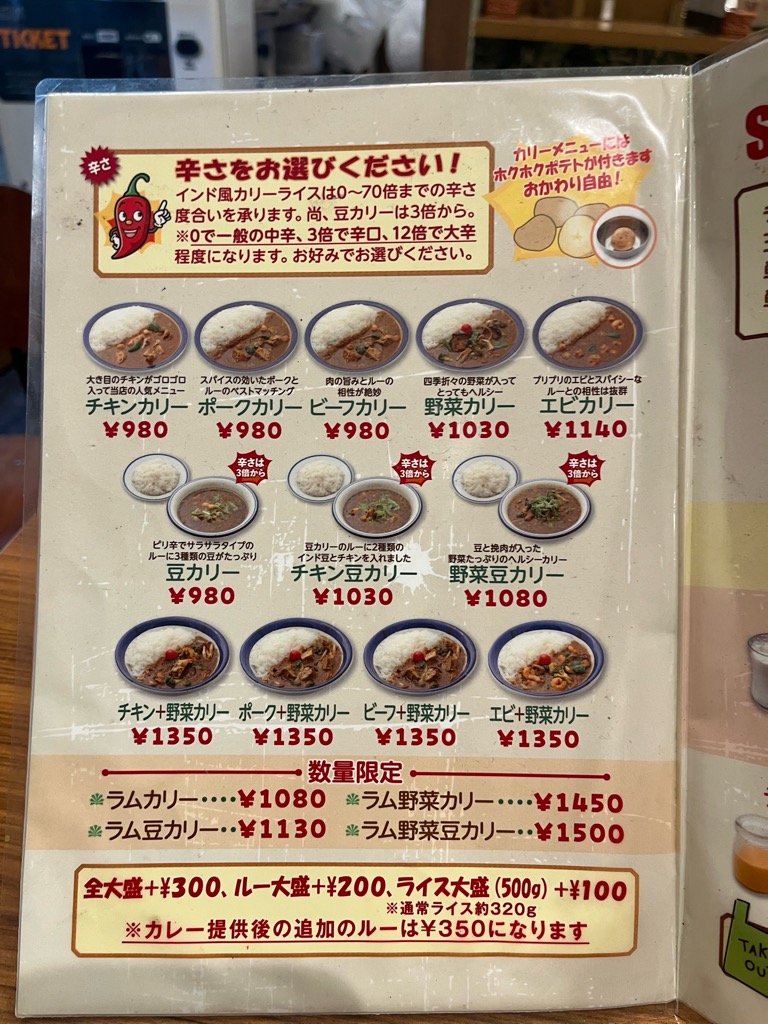 TICKET
辛さ
辛さをお選びください！
インド風カリーライスは0〜70倍までの辛さ
度合いを承ります。尚、豆カリーは3倍から。
※0で一般の中辛、3倍で辛口、12倍で大辛
程度になります。お好みでお選びください。
カリーメニューには
ホクホクポテトが付きます
おかわり自由！
大き目のチキンがゴロゴロ
入って当店の人気メニュー
チキンカリー
¥980
スパイスの効いたポークと
ルーのベストマッチング
ポークカリー
¥980
肉の旨みとルーの
相性が絶妙
ビーフカリー
¥980
四季折々の野菜が入って
とってもヘルシー
野菜カリー
¥1030
プリプリのエビとスパイシーな
ルーとの相性は抜群
エビカリー
¥1140
辛さは
3倍から
ピリ辛でサラサラタイプの
ルーに3種類の豆がたっぷり
豆カリー
¥980
辛さは
3倍から
豆カリーのルーに2種類の
インド豆とチキンを入れました
チキン豆カリー
¥1030
辛さは
3倍から
豆と挽肉が入った
野菜たっぷりのヘルシーカリー
野菜豆カリー
¥1080
チキン+野菜カリー
¥1350
ポーク+野菜カリー
¥1350
ビーフ+野菜カリー
¥1350
エビ+野菜カリー
¥1350
数量限定
ラムカリー‥‥¥1080
ラム野菜カリー‥‥¥1450
ラム豆カリー‥¥1130
ラム野菜豆カリー‥¥1500
全大盛+¥300、ルー大盛+¥200、ライス大盛(500g)+¥100
※通常ライス約320g
※カレー提供後の追加のルーは¥350になります
S